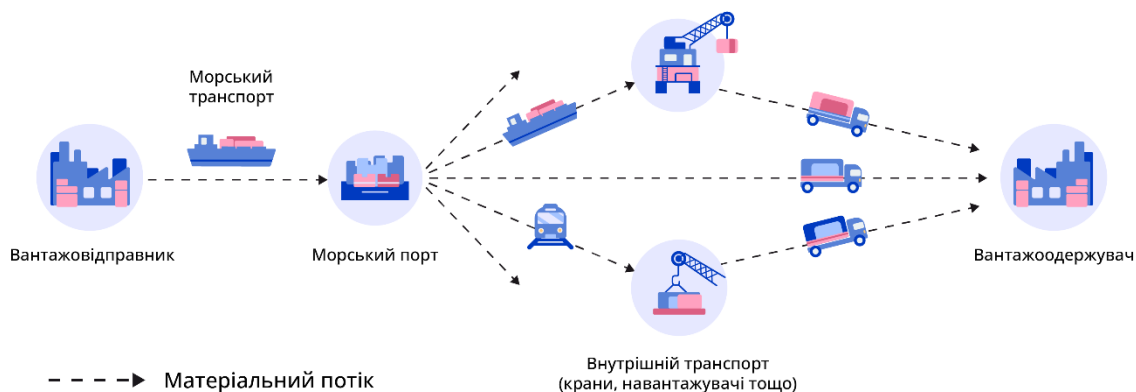 Морський
транспорт
Вантажовідправник
Морський порт
Вантажоодержувач
Внутрішній транспорт
(крани, навантажувачі тощо)
Матеріальний потік